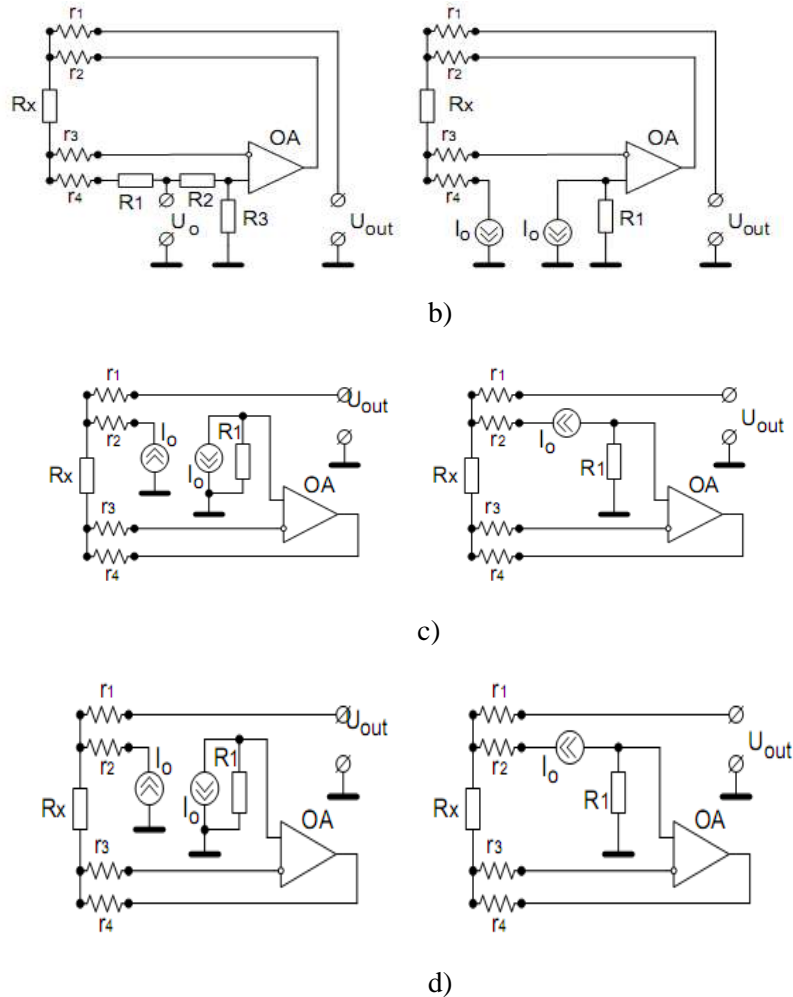 r1 r1
r2 r2
Rx Rx
r3 OA r3 OA
r4 r4
R1 R2 R1
Uo R3 Uout Io Io Uout
b)
r1 Uout r1
r2 Io R1 r2 Io Uout
Rx Io Rx R1
r3 OA r3 OA
r4 r4
c)
r1 Uout r1
r2 Io R1 r2 Io Uout
Rx Io Rx R1
r3 OA r3 OA
r4 r4
d)